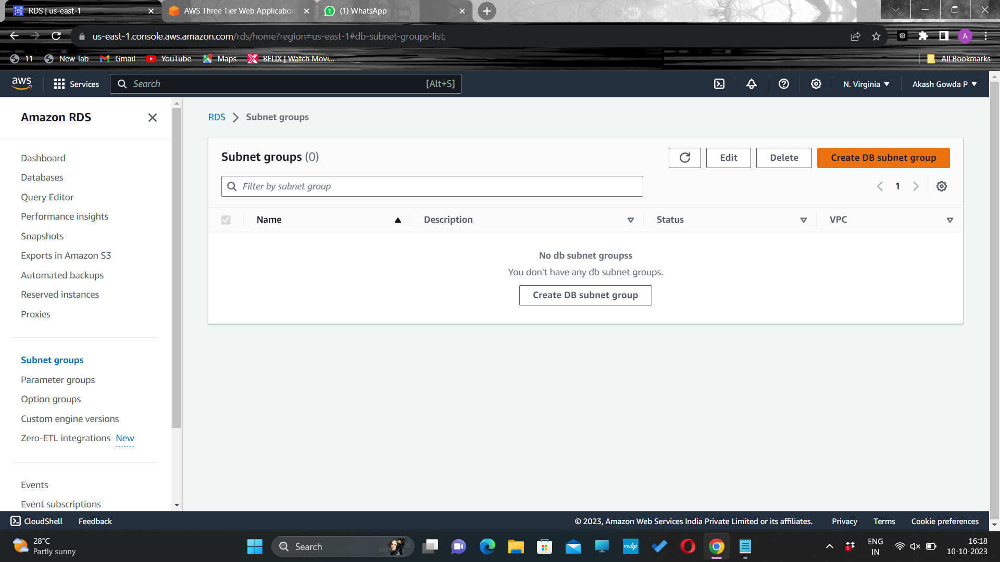 RDS | us-east-1
AWS Three Tier Web Application
(1) WhatsApp
us-east-1.console.aws.amazon.com/rds/home?region=us-east-1#db-subnet-groups-list:
A
11
New Tab
Gmail
YouTube
Maps
BFLIX | Watch Movi...
All Bookmarks
aws
Services
Search
[Alt+S]
N. Virginia
Akash Gowda P
Amazon RDS
Dashboard
Databases
Query Editor
Performance insights
Snapshots
Exports in Amazon S3
Automated backups
Reserved instances
Proxies
Subnet groups
Parameter groups
Option groups
Custom engine versions
Zero-ETL integrations New
Events
Event subscriptions
RDS > Subnet groups
Subnet groups (0)
Edit
Delete
Create DB subnet group
Filter by subnet group
1
Name
Description
Status
VPC
No db subnet groupss
You don't have any db subnet groups.
Create DB subnet group
CloudShell
Feedback
© 2023, Amazon Web Services India Private Limited or its affiliates.
Privacy
Terms
Cookie preferences
28°C
Partly sunny
Search
myhp
1
ENG
IN
16:18
10-10-2023